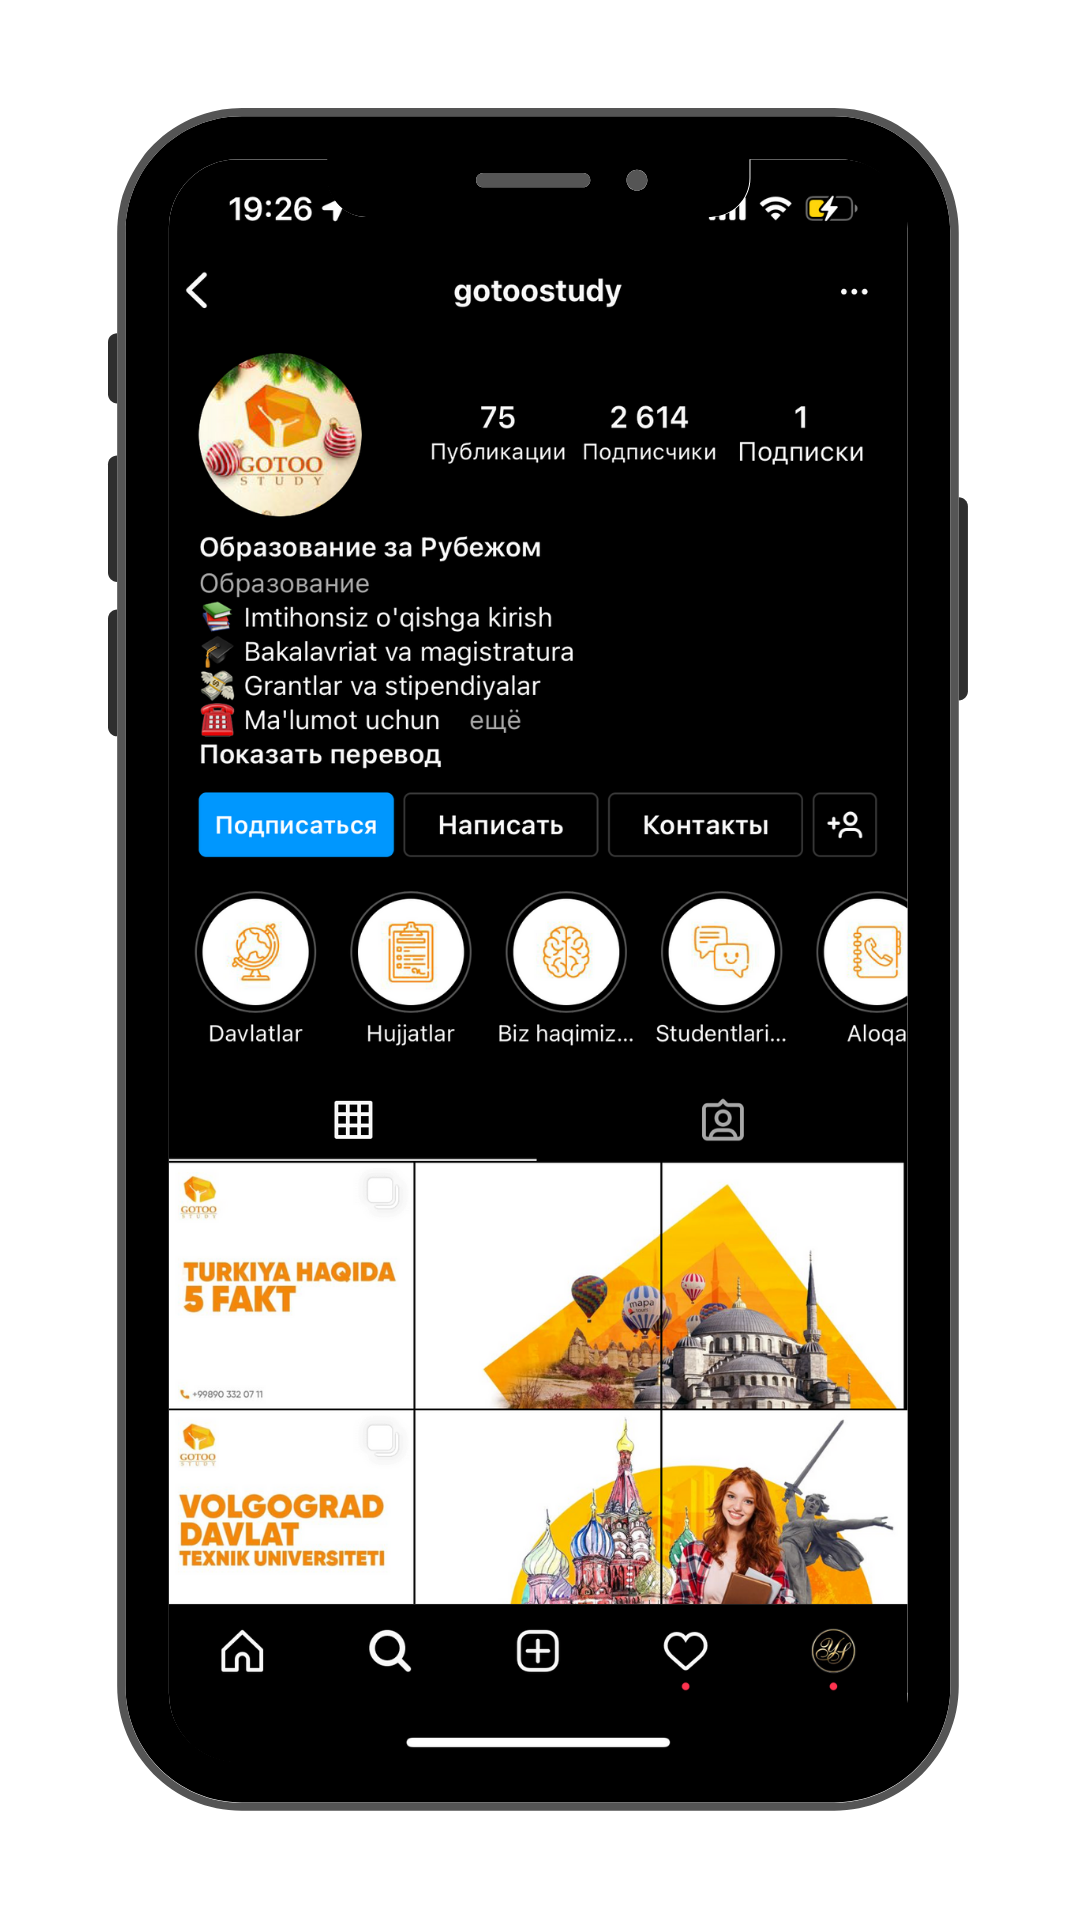 19:26
gotoostudy
GOTOO
STUDY
75
2 614
1
Публикации
Подписчики
Подписки
Образование за Рубежом
Образование
Imtihonsiz o'qishga kirish
Bakalavriat va magistratura
Grantlar va stipendiyalar
Ma'lumot uchun ещё
Показать перевод
Подписаться
Написать
Контакты
Davlatlar
Hujjatlar
Biz haqimiz...
Studentlari...
Aloqa
GOTOO
STUDY
TURKIYA HAQIDA
5 FAKT
mapa
+99890 332 07 11
GOTOO
STUDY
VOLGOGRAD
DAVLAT
TEXNIK UNIVERSITETI